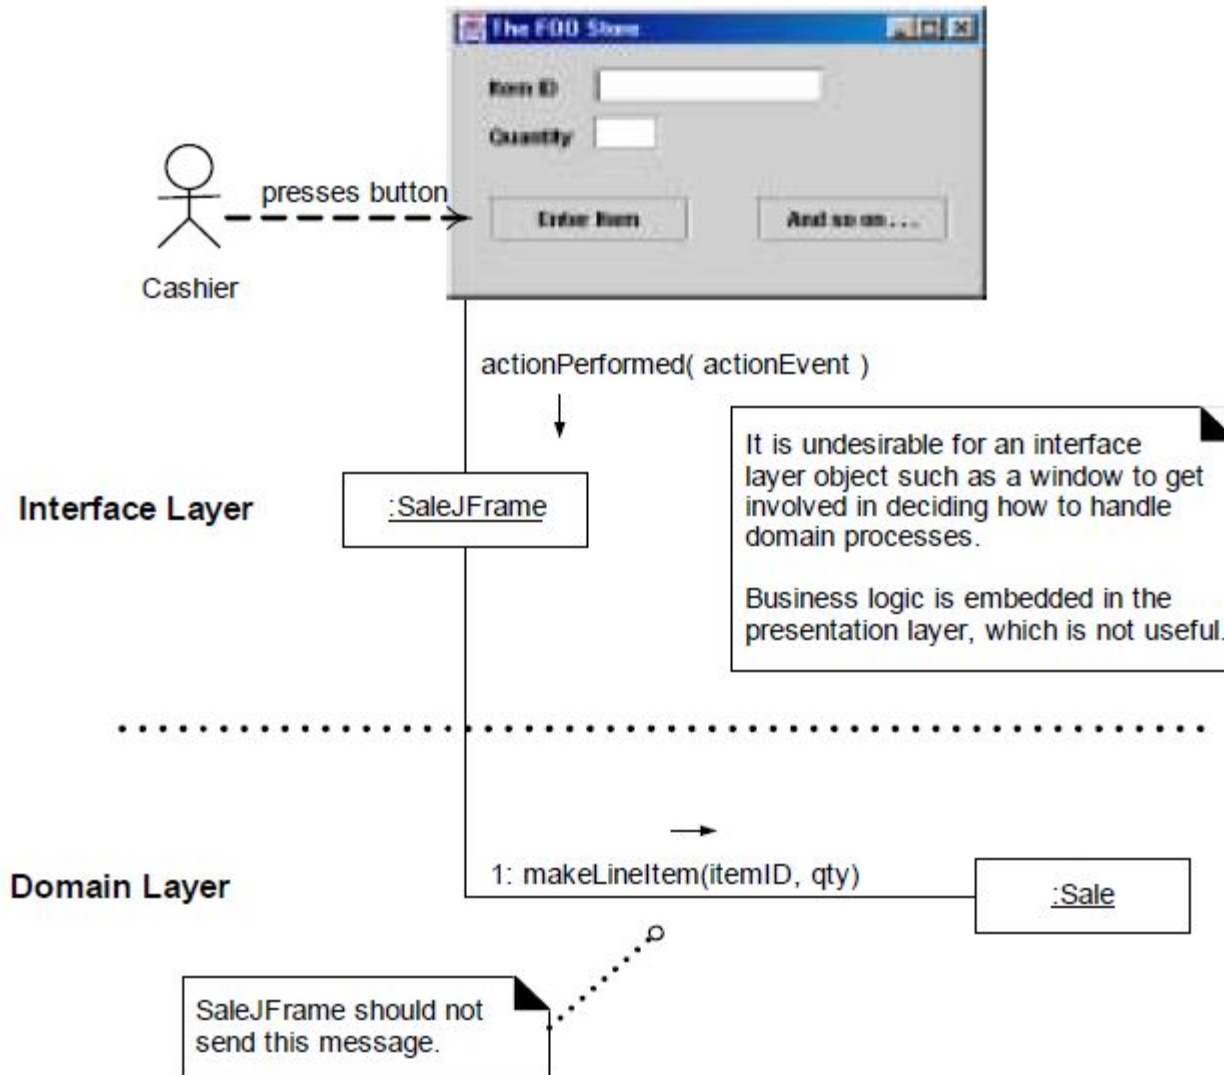 The FOO Store
Item ID
Quantity
presses button
Enter Item
And so on . . .
Cashier
actionPerformed( actionEvent )
It is undesirable for an interface
layer object such as a window to get
involved in deciding how to handle
domain processes.
Business logic is embedded in the
presentation layer, which is not useful.
Interface Layer
:SaleJFrame
1: makeLineItem(itemID, qty)
Domain Layer
:Sale
SaleJFrame should not
send this message.